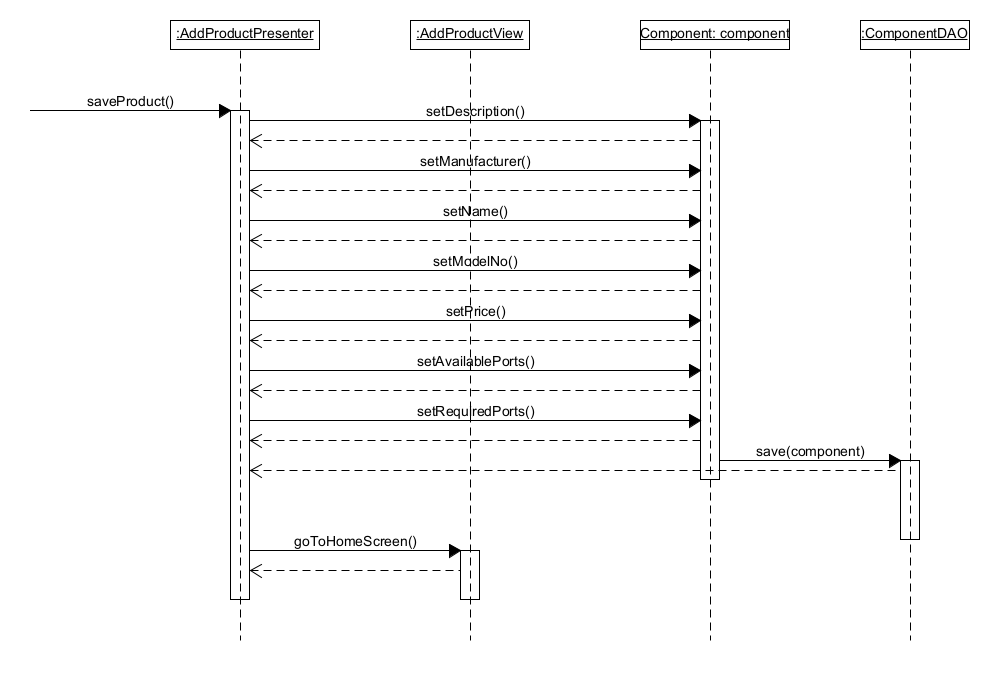 :AddProductPresenter
:AddProductView
Component: component
:ComponentDAO
saveProduct()
setDescription()
setManufacturer()
setName()
setModelNo()
setPrice()
setAvailablePorts()
setRequiredPorts()
save(component)
goToHomeScreen()